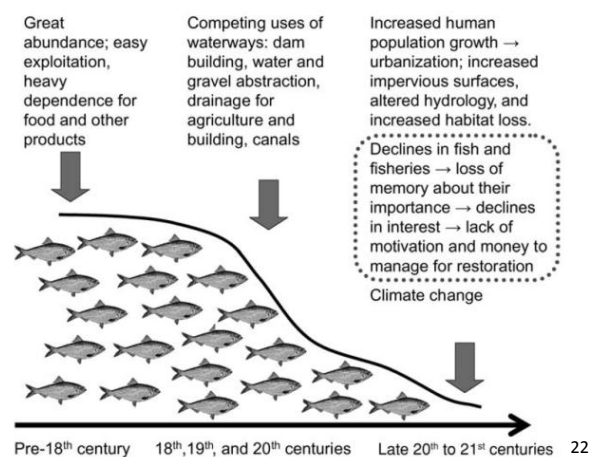 Great
abundance; easy
exploitation,
heavy
dependence for
food and other
products
Competing uses of
waterways: dam
building, water and
gravel abstraction,
drainage for
agriculture and
building, canals
Increased human
population growth →
urbanization; increased
impervious surfaces,
altered hydrology, and
increased habitat loss.
Declines in fish and
fisheries → loss of
memory about their
importance → declines
in interest → lack of
motivation and money to
manage for restoration
Climate change
Pre-18th century
18th,19th, and 20th centuries
Late 20th to 21st centuries
22